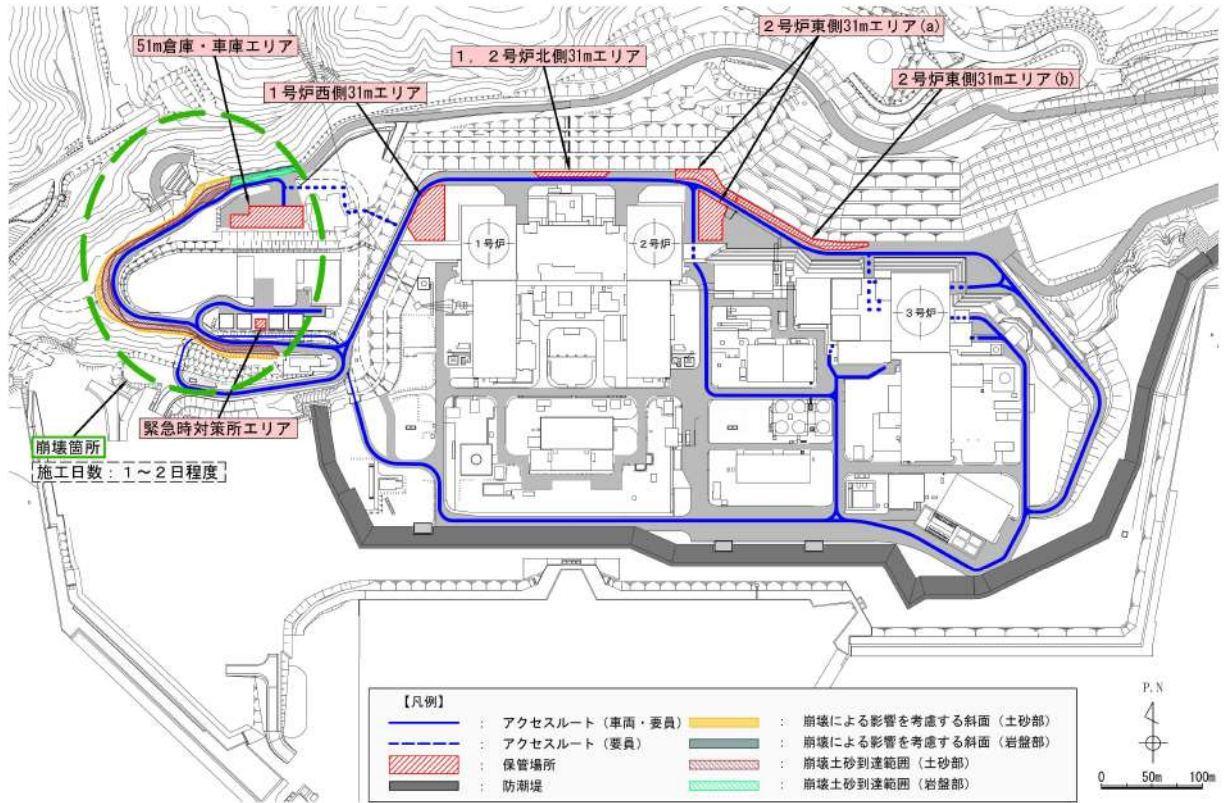 51m倉庫・車庫エリア
1号炉西側31mエリア
1,2号炉北側31mエリア
2号炉東側31mエリア(a)
2号炉東側31mエリア(b)
1号炉
2号炉
3号炉
緊急時対策所エリア
崩壊箇所
施工日数:1~2日程度
【凡例】
: アクセスルート(車両・要員)
: アクセスルート(要員)
: 保管場所
: 防潮堤
: 崩壊による影響を考慮する斜面(土砂部)
: 崩壊による影響を考慮する斜面(岩盤部)
: 崩壊土砂到達範囲(土砂部)
: 崩壊土砂到達範囲(岩盤部)
P.N
0 50m 100m